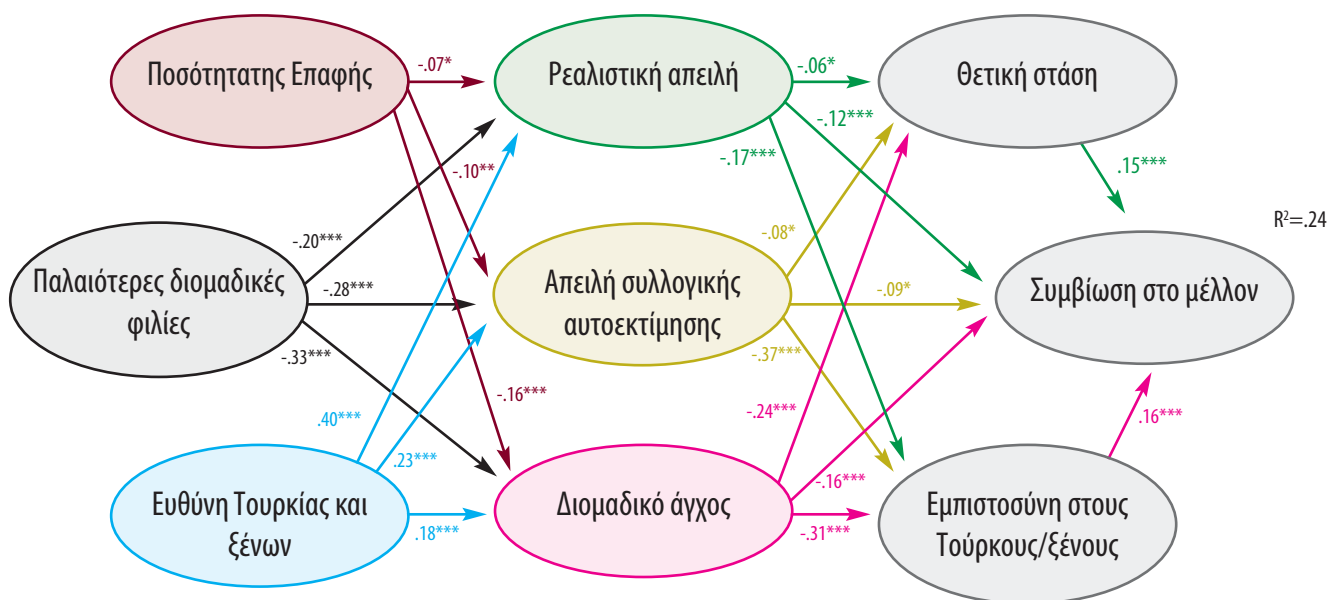 Ποσότητατης Επαφής
-.07*
Ρεαλιστική απειλή
-.06*
Θετική στάση
-.12***
-.17***
-.10**
.15***
R²=.24
-.20***
-.08*
Παλαιότερες διομαδικές
φιλίες
-.28***
Απειλή συλλογικής
αυτοεκτίμησης
-.09*
Συμβίωση στο μέλλον
-.33***
-.37***
-.16***
-.24***
.40***
.16***
.23***
-.16***
Ευθύνη Τουρκίας και
ξένων
.18***
Διομαδικό άγχος
-.31***
Εμπιστοσύνη στους
Τούρκους/ξένους